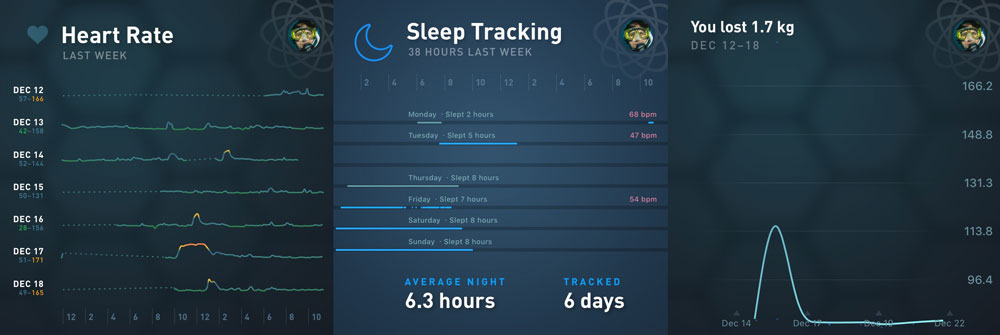 Heart Rate
LAST WEEK
DEC 12
57-166
DEC 13
42-158
DEC 14
52-144
DEC 15
50-131
DEC 16
28-156
DEC 17
51-171
DEC 18
49-165
12 2 4 6 8 10 12 2 4 6 8 10
Sleep Tracking
38 HOURS LAST WEEK
2 4 6 8 10 12 2 4 6 8 10
Monday · Slept 2 hours 68 bpm
Tuesday · Slept 5 hours 47 bpm
Thursday · Slept 8 hours
Friday · Slept 7 hours 54 bpm
Saturday · Slept 8 hours
Sunday · Slept 8 hours
AVERAGE NIGHT
6.3 hours
TRACKED
6 days
You lost 1.7 kg
DEC 12–18
166.2
148.8
131.3
113.8
96.4
Dec 14 Dec 17 Dec 19 Dec 22